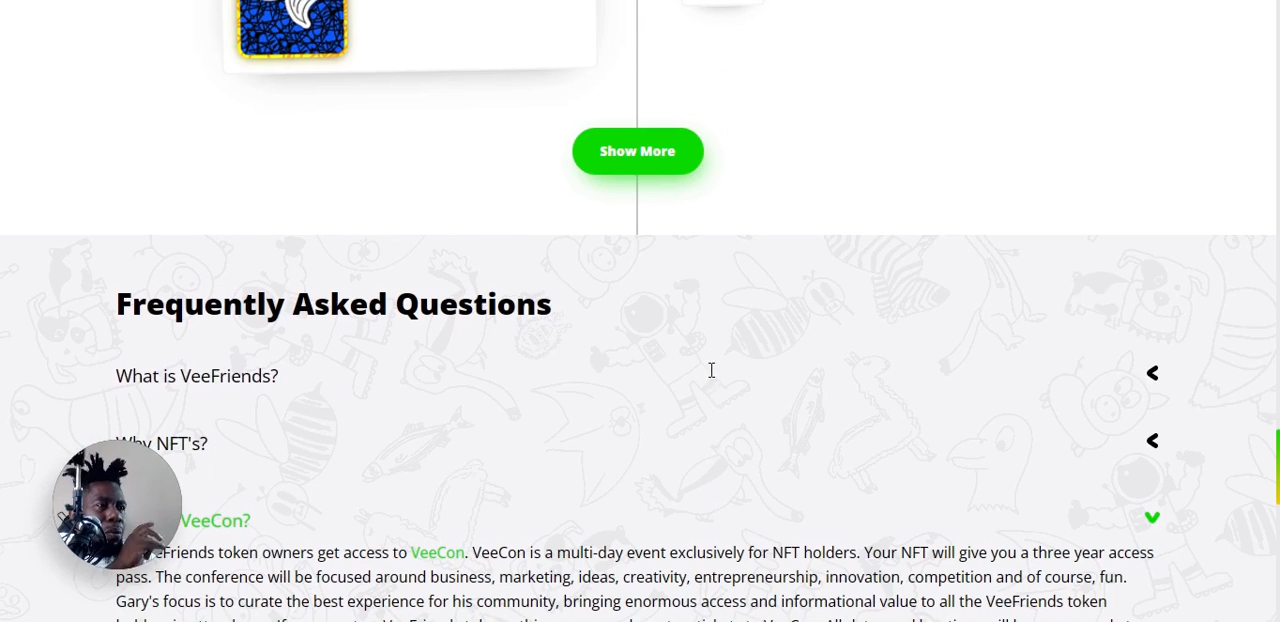 Show More
Frequently Asked Questions
What is VeeFriends?
Why NFT's?
VeeCon?
Friends token owners get access to VeeCon. VeeCon is a multi-day event exclusively for NFT holders. Your NFT will give you a three year access
pass. The conference will be focused around business, marketing, ideas, creativity, entrepreneurship, innovation, competition and of course, fun.
Gary's focus is to curate the best experience for his community, bringing enormous access and informational value to all the VeeFriends token